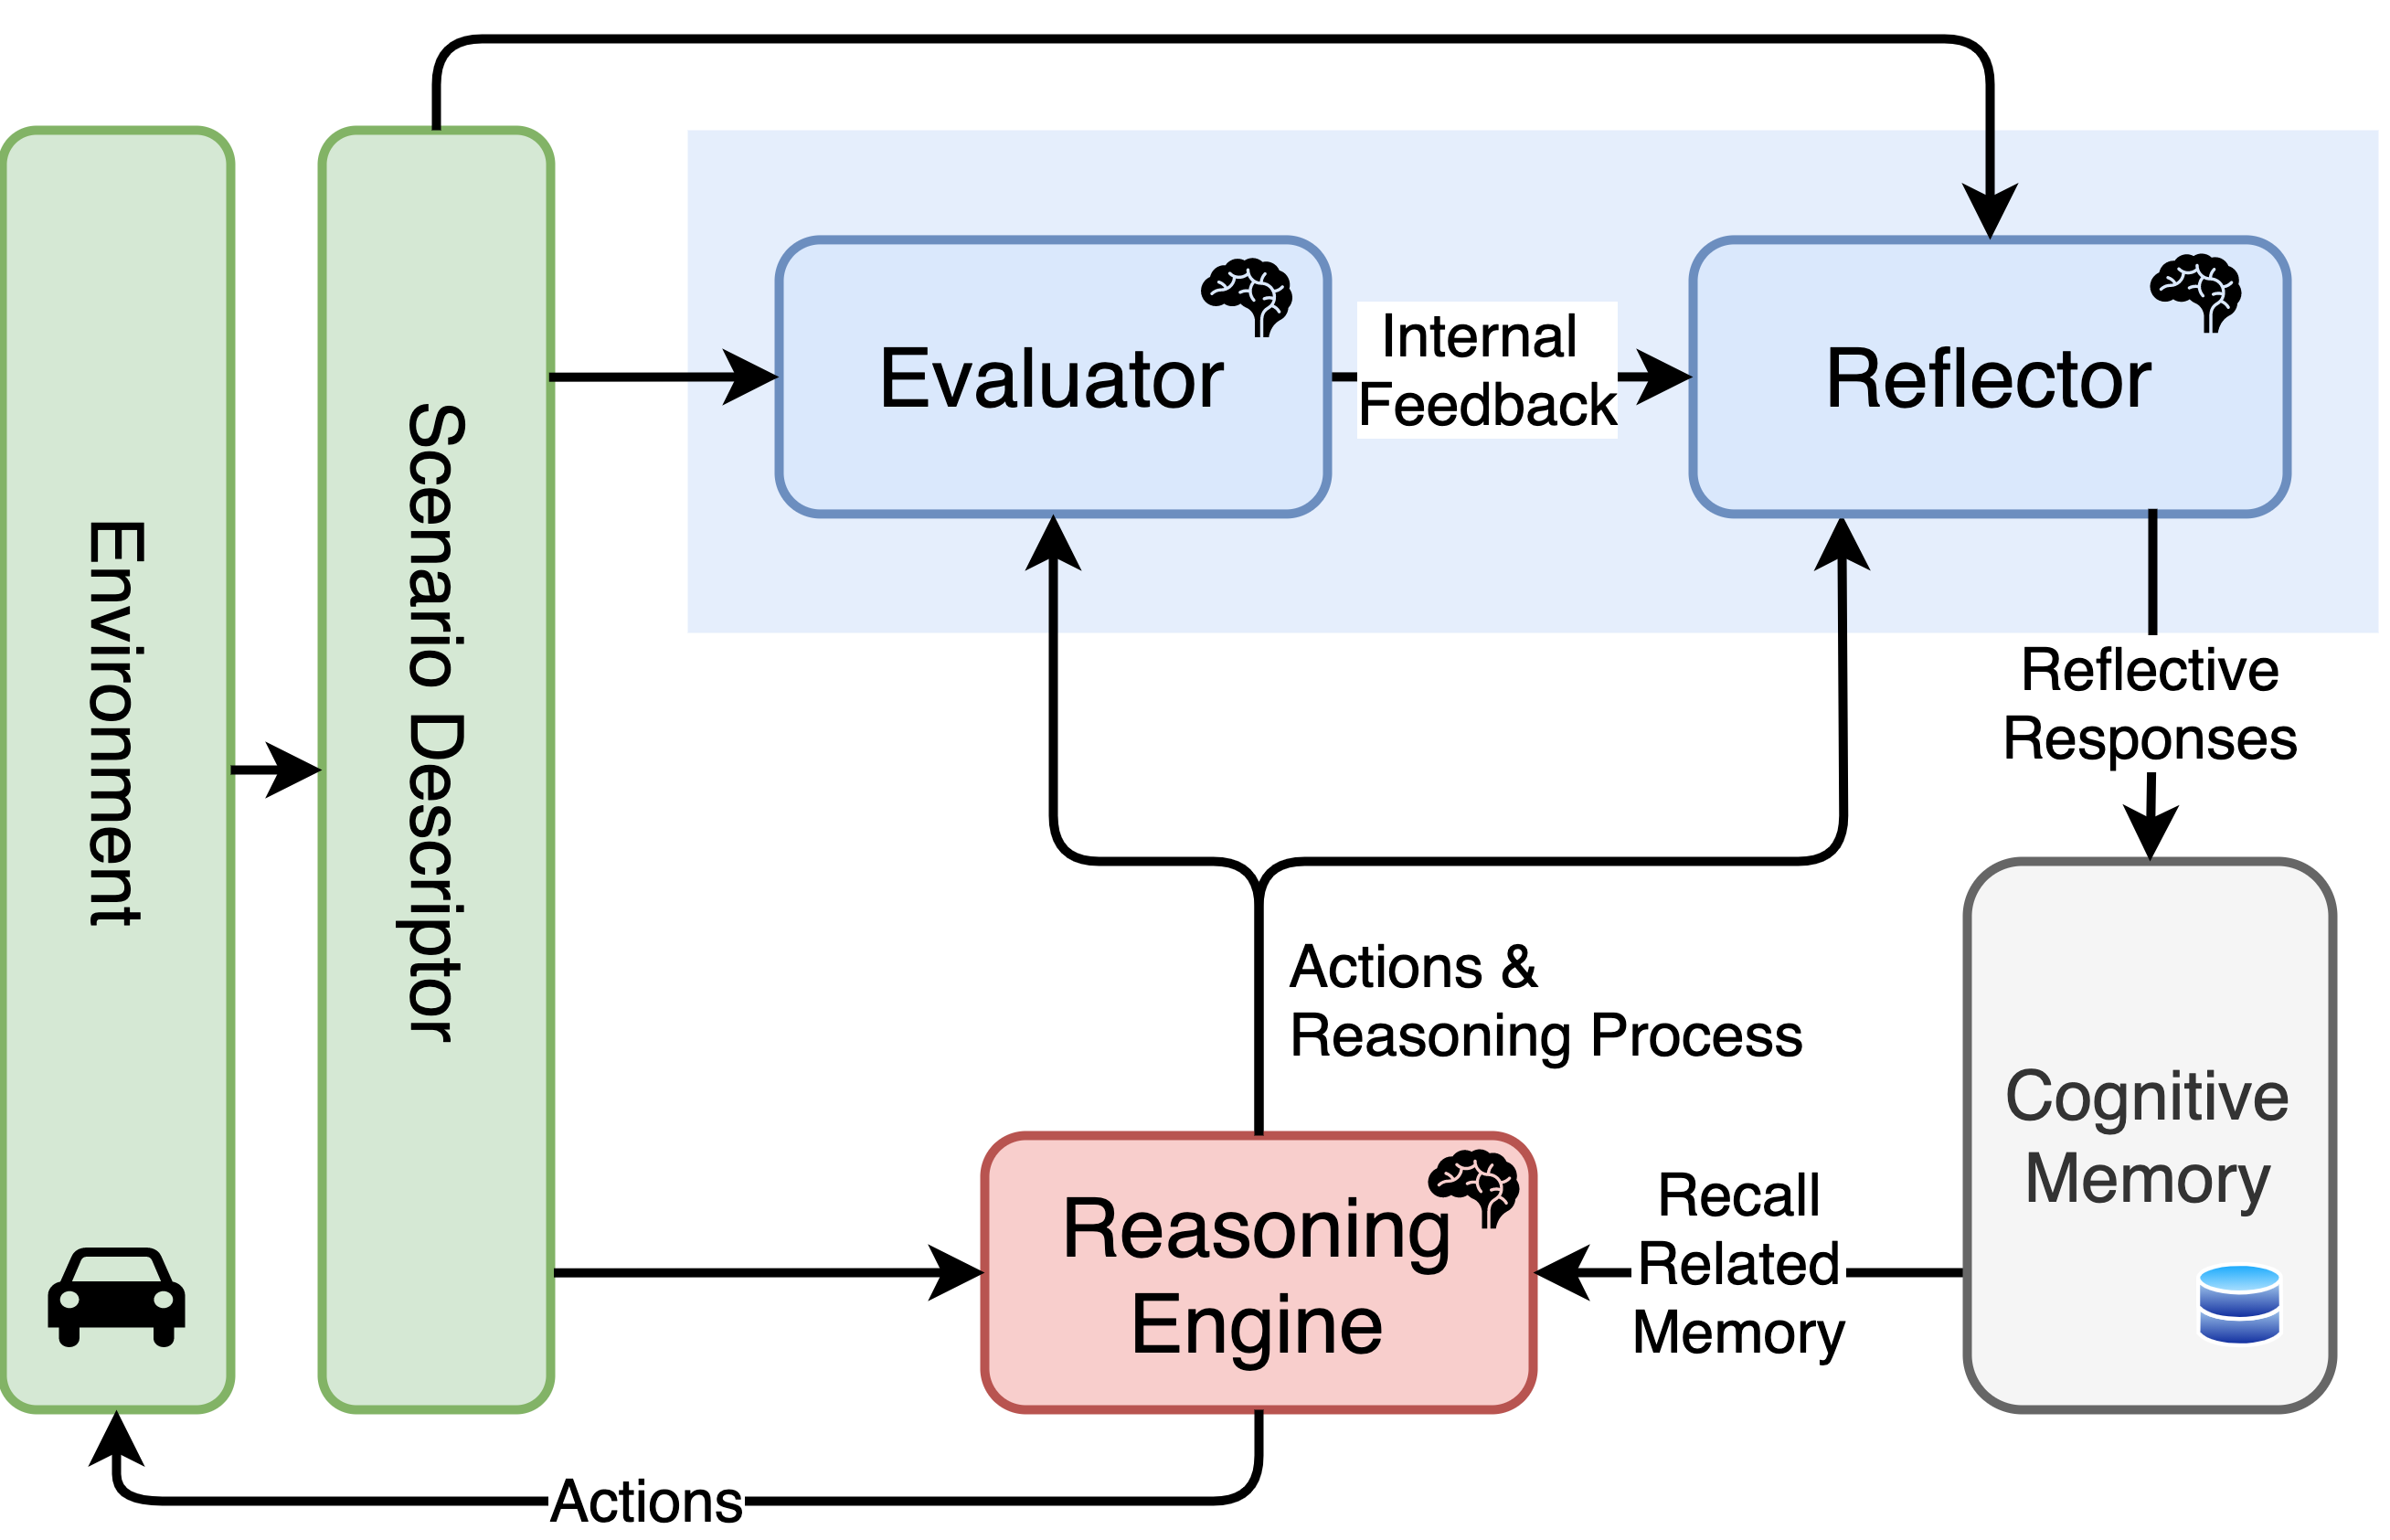 Environment
Scenario Descriptor
Evaluator
Internal
Feedback
Reflector
Reflective
Responses
Actions &
Reasoning Process
Cognitive
Memory
Reasoning
Engine
Recall
Related
Memory
Actions